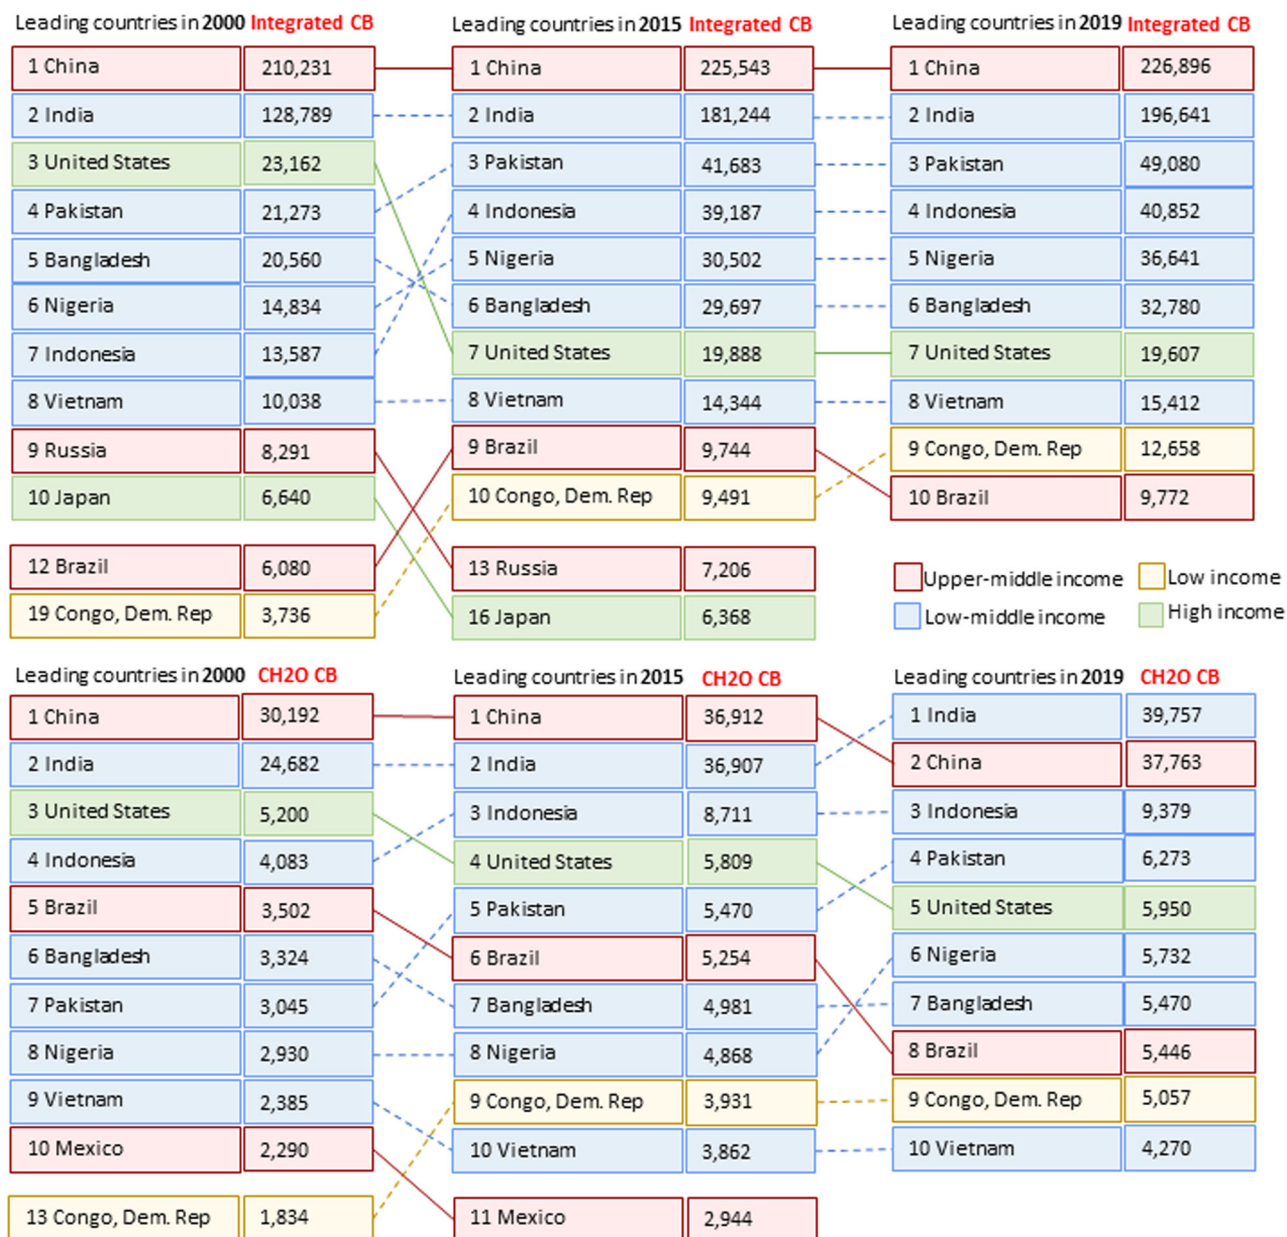 Leading countries in 2000 Integrated CB
1 China 210,231
2 India 128,789
3 United States 23,162
4 Pakistan 21,273
5 Bangladesh 20,560
6 Nigeria 14,834
7 Indonesia 13,587
8 Vietnam 10,038
9 Russia 8,291
10 Japan 6,640
12 Brazil 6,080
19 Congo, Dem. Rep 3,736
Leading countries in 2015 Integrated CB
1 China 225,543
2 India 181,244
3 Pakistan 41,683
4 Indonesia 39,187
5 Nigeria 30,502
6 Bangladesh 29,697
7 United States 19,888
8 Vietnam 14,344
9 Brazil 9,744
10 Congo, Dem. Rep 9,491
13 Russia 7,206
16 Japan 6,368
Leading countries in 2019 Integrated CB
1 China 226,896
2 India 196,641
3 Pakistan 49,080
4 Indonesia 40,852
5 Nigeria 36,641
6 Bangladesh 32,780
7 United States 19,607
8 Vietnam 15,412
9 Congo, Dem. Rep 12,658
10 Brazil 9,772
Upper-middle income Low income
Low-middle income High income
Leading countries in 2000 CH2O CB
1 China 30,192
2 India 24,682
3 United States 5,200
4 Indonesia 4,083
5 Brazil 3,502
6 Bangladesh 3,324
7 Pakistan 3,045
8 Nigeria 2,930
9 Vietnam 2,385
10 Mexico 2,290
13 Congo, Dem. Rep 1,834
Leading countries in 2015 CH2O CB
1 China 36,912
2 India 36,907
3 Indonesia 8,711
4 United States 5,809
5 Pakistan 5,470
6 Brazil 5,254
7 Bangladesh 4,981
8 Nigeria 4,868
9 Congo, Dem. Rep 3,931
10 Vietnam 3,862
11 Mexico 2,944
Leading countries in 2019 CH2O CB
1 India 39,757
2 China 37,763
3 Indonesia 9,379
4 Pakistan 6,273
5 United States 5,950
6 Nigeria 5,732
7 Bangladesh 5,470
8 Brazil 5,446
9 Congo, Dem. Rep 5,057
10 Vietnam 4,270